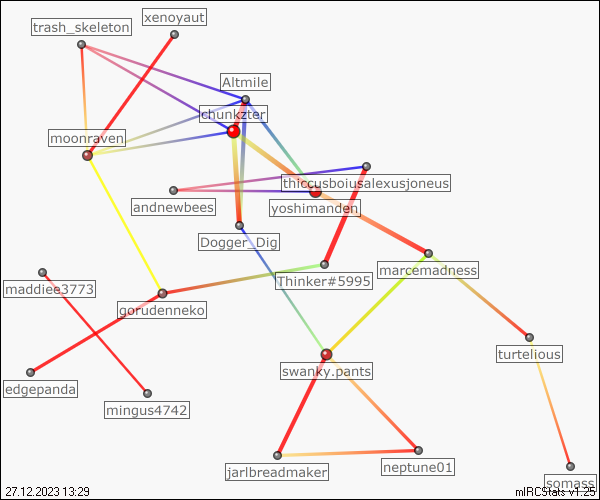 xenoyaut
trash_skeleton
Altmile
chunkzter
moonraven
thiccusboiusalexusjoneus
andnewbees
yoshimanden
Dogger_Dig
marcemadness
Thinker#5995
maddiee3773
gorudenneko
turtelious
swanky.pants
edgepanda
mingus4742
jarlbreadmaker
neptune01
somass
27.12.2023 13:29
mIRCStats v1.25